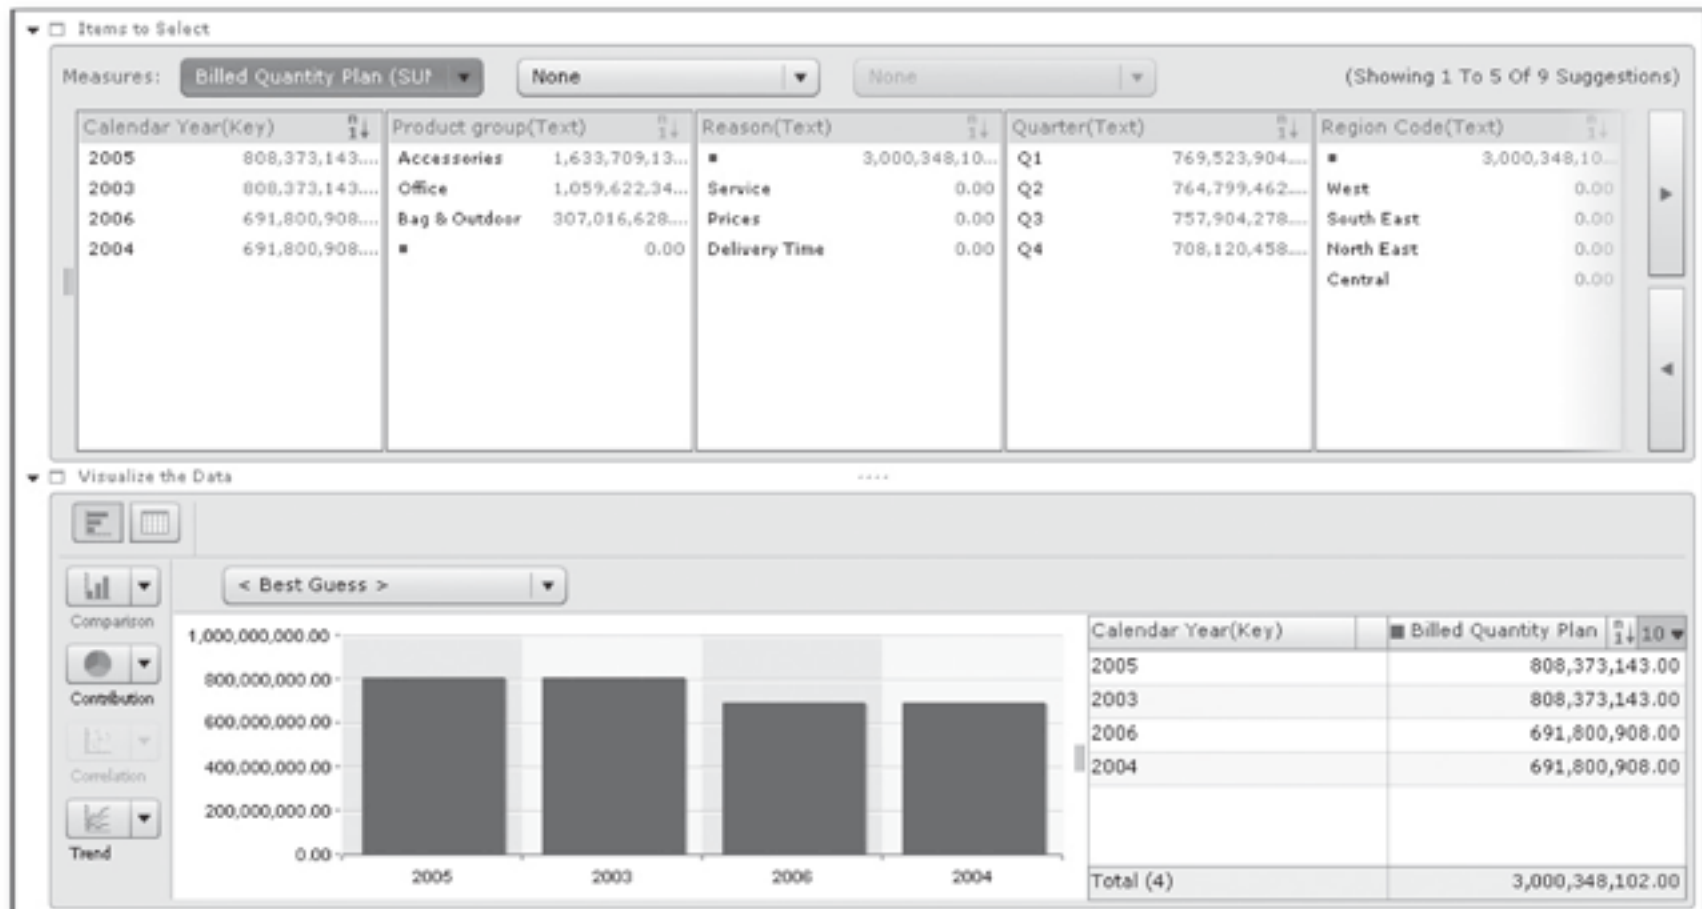 Items to Select
Measures: Billed Quantity Plan (SUM None None (Showing 1 To 5 Of 9 Suggestions)
Calendar Year(Key) Product group(Text) Reason(Text) Quarter(Text) Region Code(Text)
2005 808,373,143.... Accessories 1,633,709,13... 3,000,348,10... Q1 769,523,904.... 3,000,348,10...
2003 808,373,143.... Office 1,059,622,34... Service 0.00 Q2 764,799,462.... West 0.00
2006 691,800,908.... Bag & Outdoor 307,016,628.... Prices 0.00 Q3 757,904,278.... South East 0.00
2004 691,800,908.... 0.00 Delivery Time 0.00 Q4 708,120,458.... North East 0.00
Central 0.00
Visualize the Data
< Best Guess >
Comparison
Contribution
Correlation
Trend
1,000,000,000.00
800,000,000.00
600,000,000.00
400,000,000.00
200,000,000.00
0.00
2005 2003 2006 2004
Calendar Year(Key) Billed Quantity Plan 10
2005 808,373,143.00
2003 808,373,143.00
2006 691,800,908.00
2004 691,800,908.00
Total (4) 3,000,348,102.00